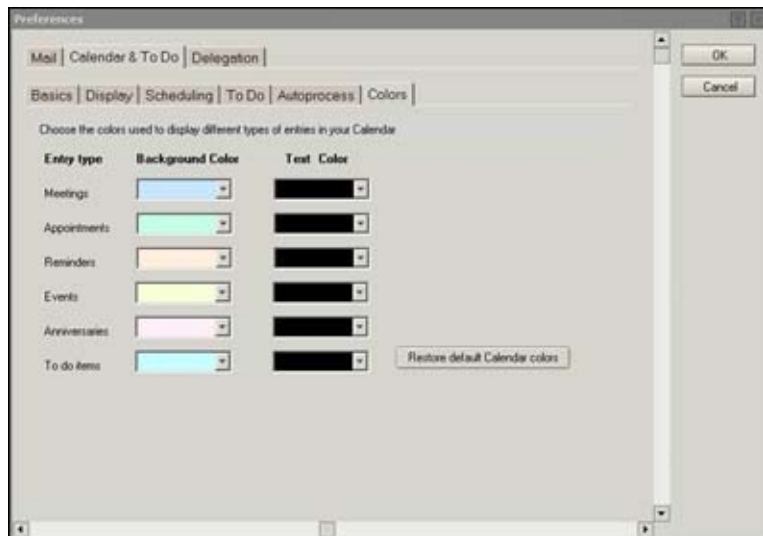 Preferences
Mail | Calendar & To Do | Delegation |
OK
Basics | Display | Scheduling | To Do | Autoprocess | Colors |
Cancel
Choose the colors used to display different types of entries in your Calendar
Entry type Background Color Text Color
Meetings
Appointments
Reminders
Events
Anniversaries
To do items Restore default Calendar colors